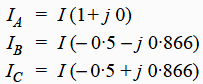 I_A = I (1 + j 0)
I_B = I (−0·5 − j 0·866)
I_C = I (−0·5 + j 0·866)